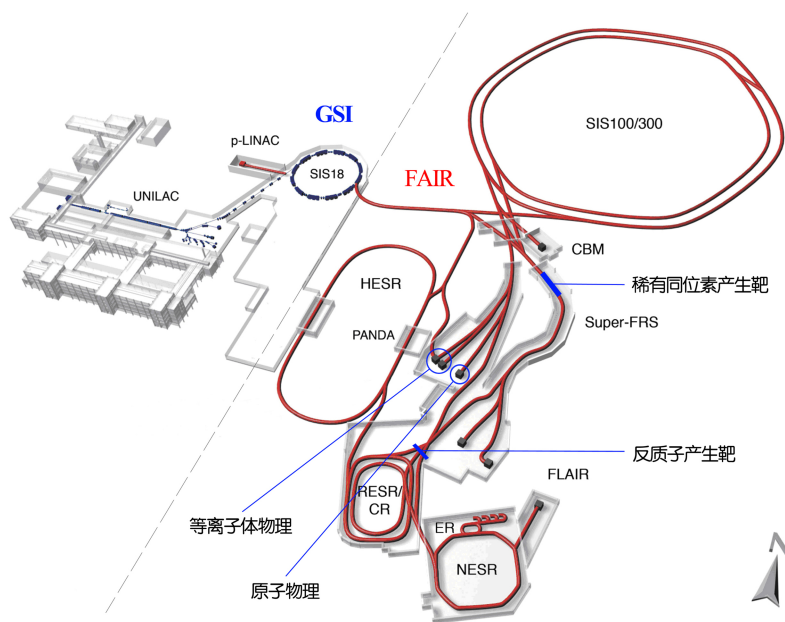 SIS100/300
GSI
p-LINAC
SIS18
FAIR
UNILAC
CBM
HESR
稀有同位素产生靶
Super-FRS
PANDA
反质子产生靶
FLAIR
RESR/
CR
等离子体物理
ER
NESR
原子物理